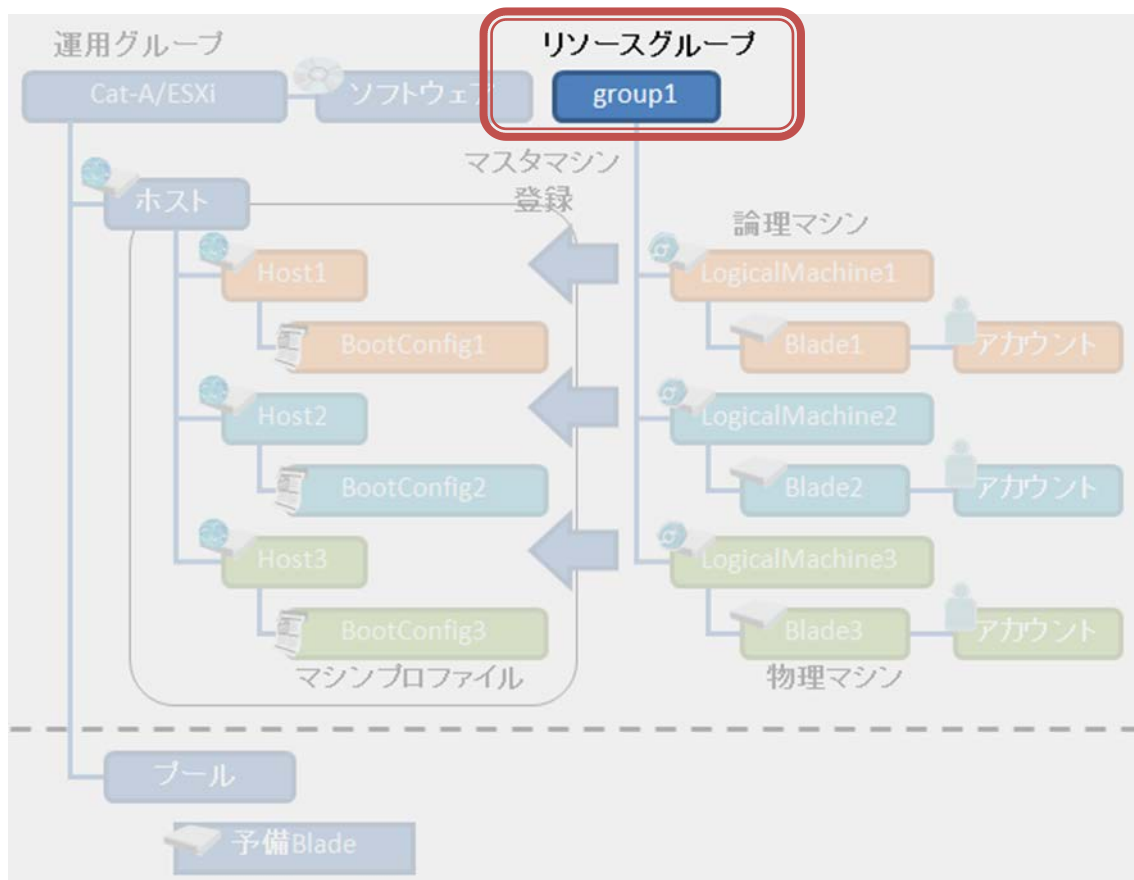 運用グループ
リソースグループ
Cat-A/ESXi
ソフトウェア
group1
マスタマシン
登録
ホスト
論理マシン
Host1
LogicalMachine1
BootConfig1
Blade1
アカウント
Host2
LogicalMachine2
BootConfig2
Blade2
アカウント
Host3
LogicalMachine3
BootConfig3
Blade3
アカウント
マシンプロファイル
物理マシン
プール
予備Blade